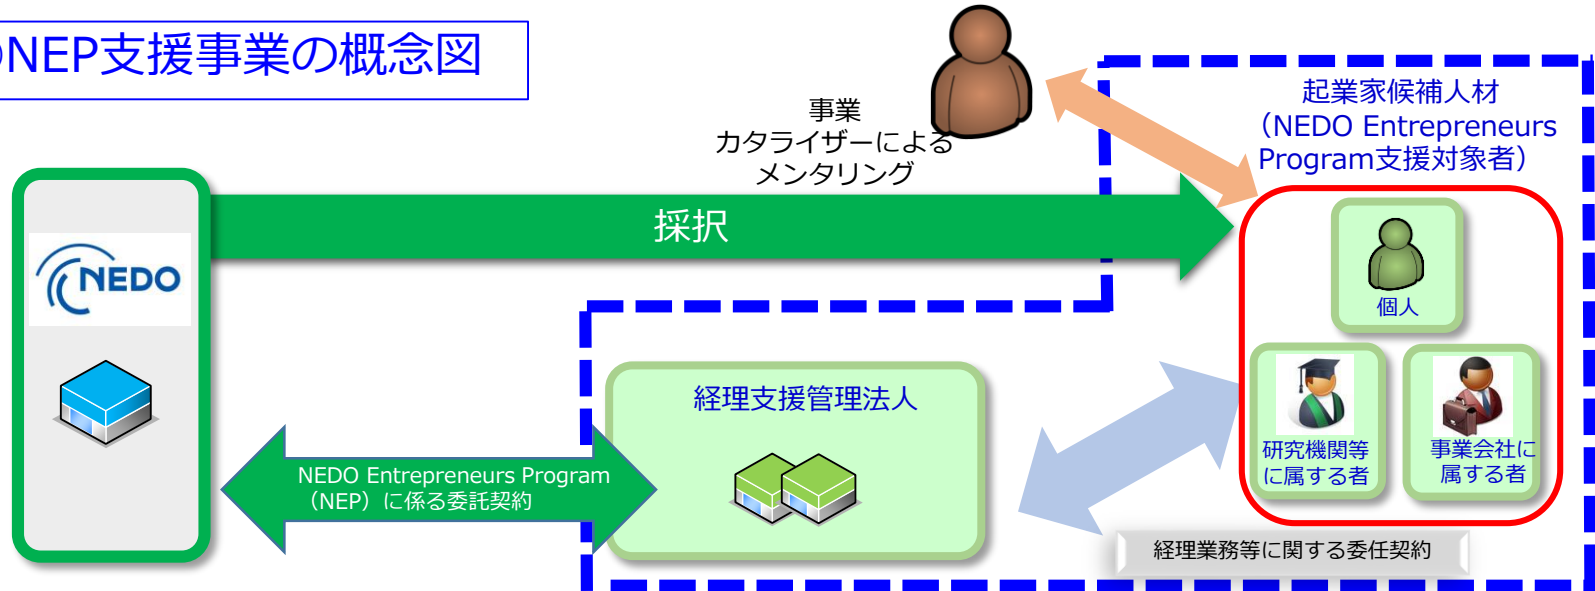 NEP支援事業の概念図
事業
カタライザーによる
メンタリング
起業家候補人材
（NEDO Entrepreneurs
Program支援対象者）
採択
NEDO
個人
経理支援管理法人
研究機関等
に属する者
事業会社に
属する者
NEDO Entrepreneurs Program
（NEP）に係る委託契約
経理業務等に関する委任契約